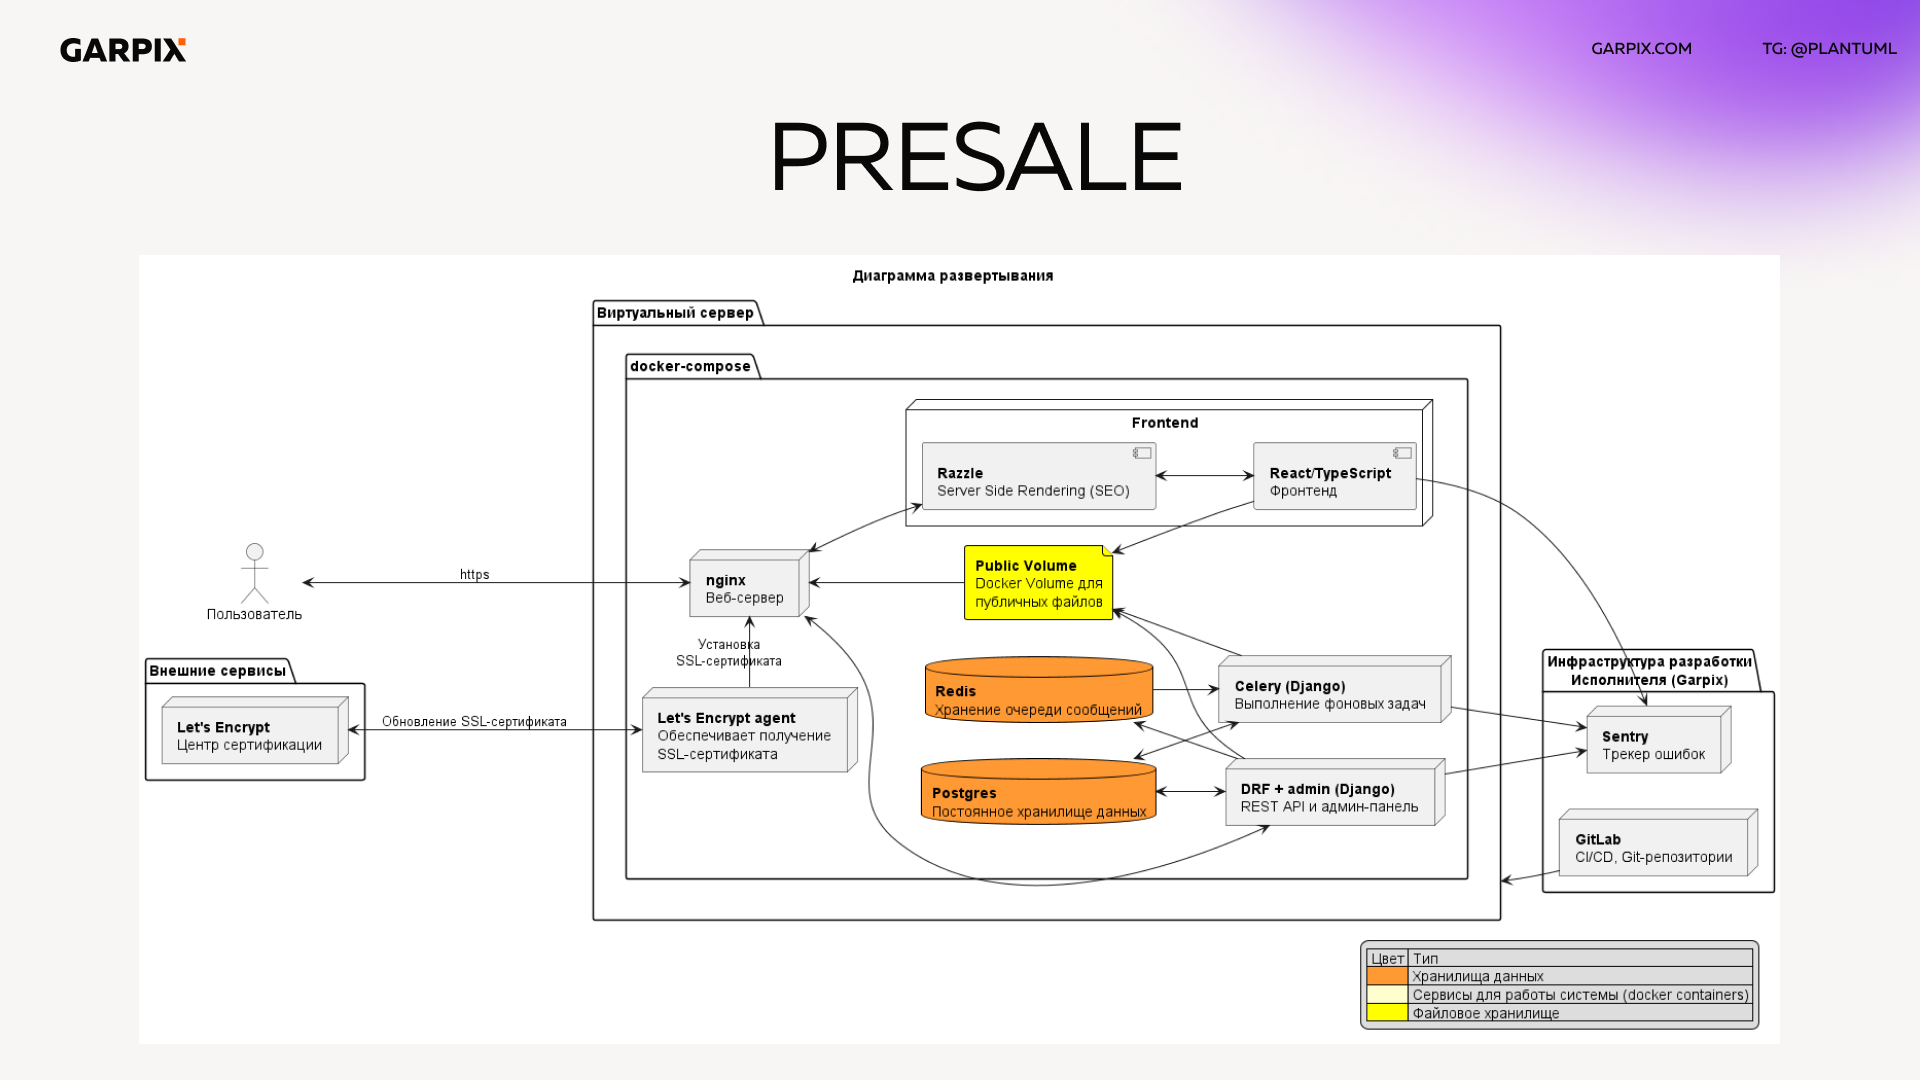 GARPIX
GARPIX.COM
TG: @PLANTUML
PRESALE
Диаграмма развертывания
Виртуальный сервер
docker-compose
Frontend
Razzle
Server Side Rendering (SEO)
React/TypeScript
Фронтенд
Пользователь
https
nginx
Веб-сервер
Public Volume
Docker Volume для
публичных файлов
Установка
SSL-сертификата
Внешние сервисы
Let's Encrypt
Центр сертификации
Обновление SSL-сертификата
Let's Encrypt agent
Обеспечивает получение
SSL-сертификата
Redis
Хранение очереди сообщений
Celery (Django)
Выполнение фоновых задач
Postgres
Постоянное хранилище данных
DRF + admin (Django)
REST API и админ-панель
Инфраструктура разработки
Исполнителя (Garpix)
Sentry
Трекер ошибок
GitLab
CI/CD, Git-репозитории
Цвет Тип
Хранилища данных
Сервисы для работы системы (docker containers)
Файловое хранилище